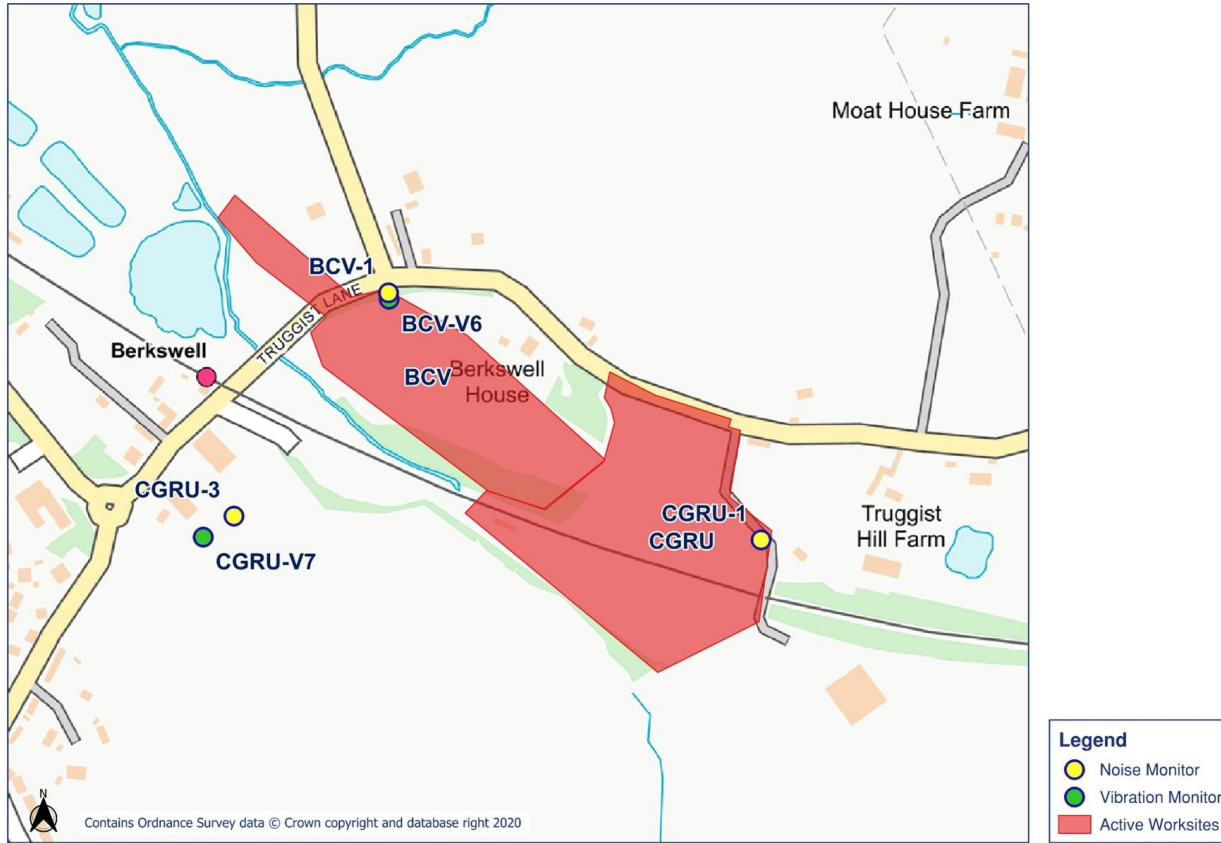 Moat House Farm
BCV-1
TRUGGIST LANE
BCV-V6
Berkswell
BCV
Berkswell
House
CGRU-3
CGRU-1
CGRU
Truggist
Hill Farm
CGRU-V7
Legend
Noise Monitor
Vibration Monitor
Active Worksites
N
Contains Ordnance Survey data © Crown copyright and database right 2020